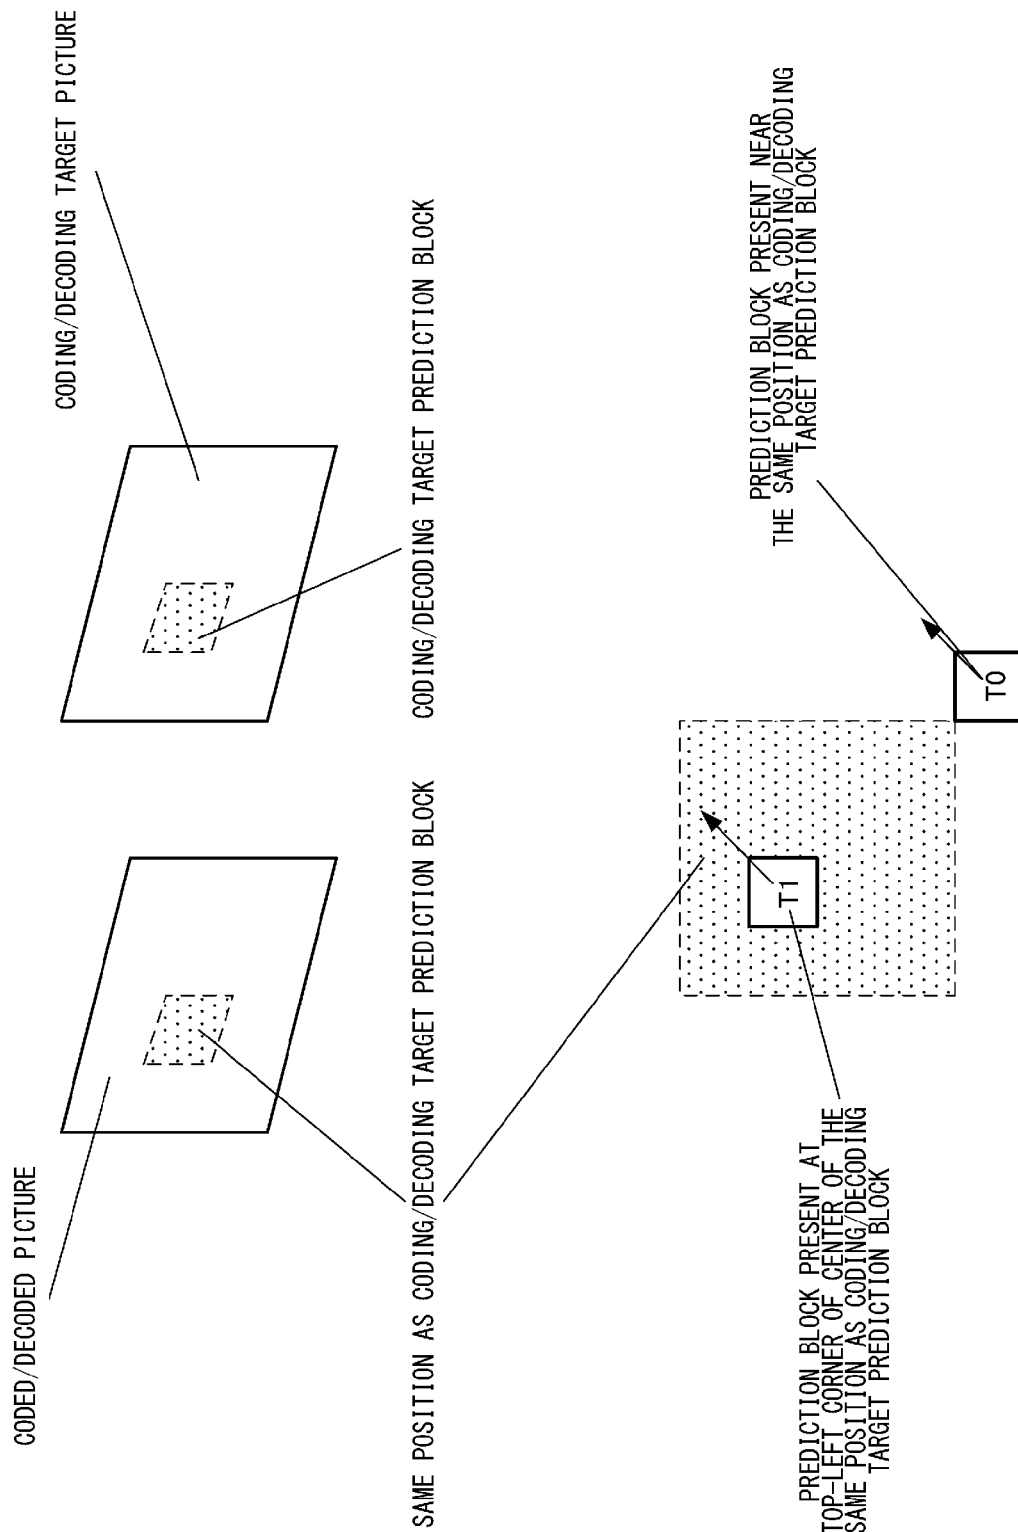 CODED/DECODED PICTURE
CODING/DECODING TARGET PICTURE
SAME POSITION AS CODING/DECODING TARGET PREDICTION BLOCK
CODING/DECODING TARGET PREDICTION BLOCK
PREDICTION BLOCK PRESENT NEAR
THE SAME POSITION AS CODING/DECODING
TARGET PREDICTION BLOCK
T1
PREDICTION BLOCK PRESENT AT
TOP-LEFT CORNER OF CENTER OF THE
SAME POSITION AS CODING/DECODING
TARGET PREDICTION BLOCK
T0